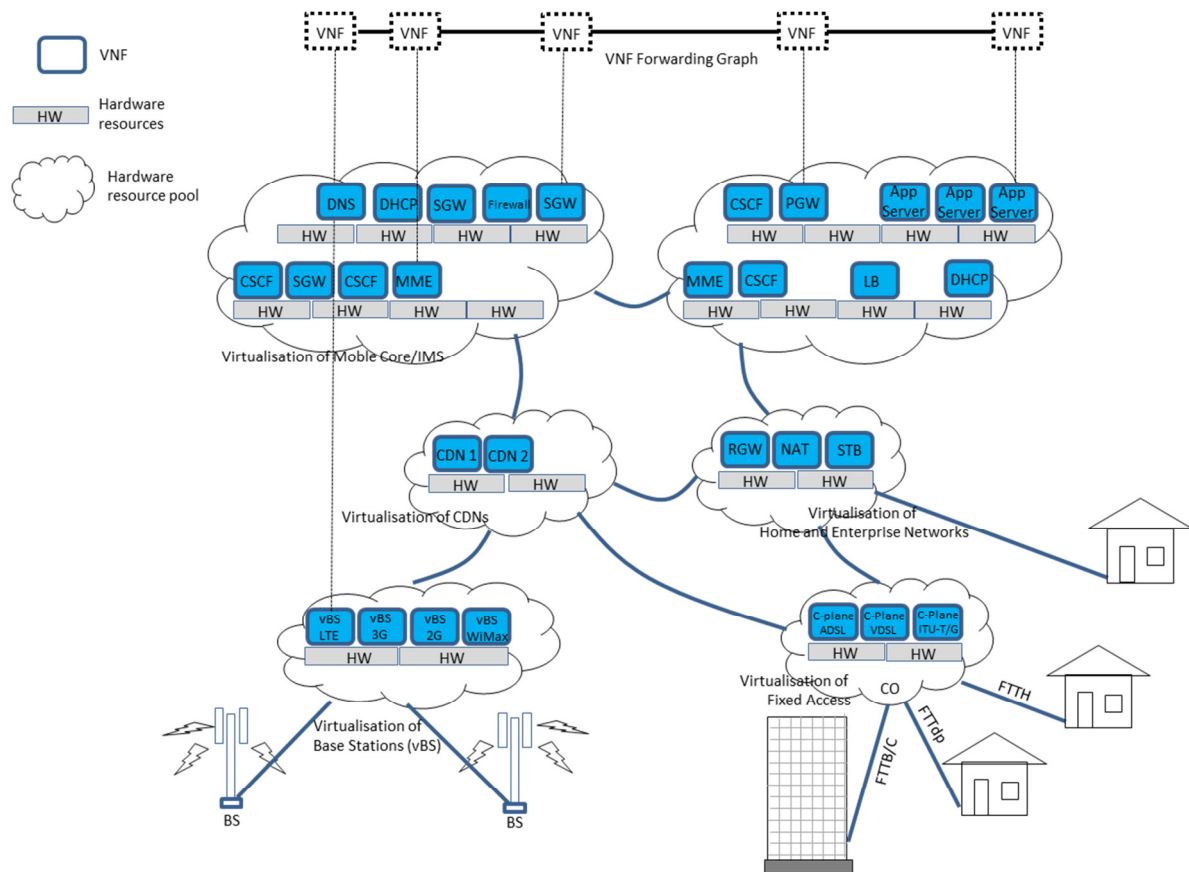 VNF VNF VNF VNF VNF
VNF Forwarding Graph
VNF
HW
Hardware
resources
Hardware
resource pool
DNS DHCP SGW Firewall SGW
HW HW HW HW
CSCF SGW CSCF MME
HW HW HW HW
Virtualisation of Moble Core/IMS
CSCF PGW App Server App Server App Server
HW HW HW HW
MME CSCF LB DHCP
HW HW HW HW
CDN 1 CDN 2
HW HW
Virtualisation of CDNs
RGW NAT STB
HW HW
Virtualisation of
Home and Enterprise Networks
vBS LTE vBS 3G vBS 2G vBS WiMax
HW HW
Virtualisation of
Base Stations (vBS)
BS
BS
C-plane ADSL C-Plane VDSL C-Plane ITU-T/G
HW HW
Virtualisation of
Fixed Access
CO
FTTH
FTTdp
FTTB/C